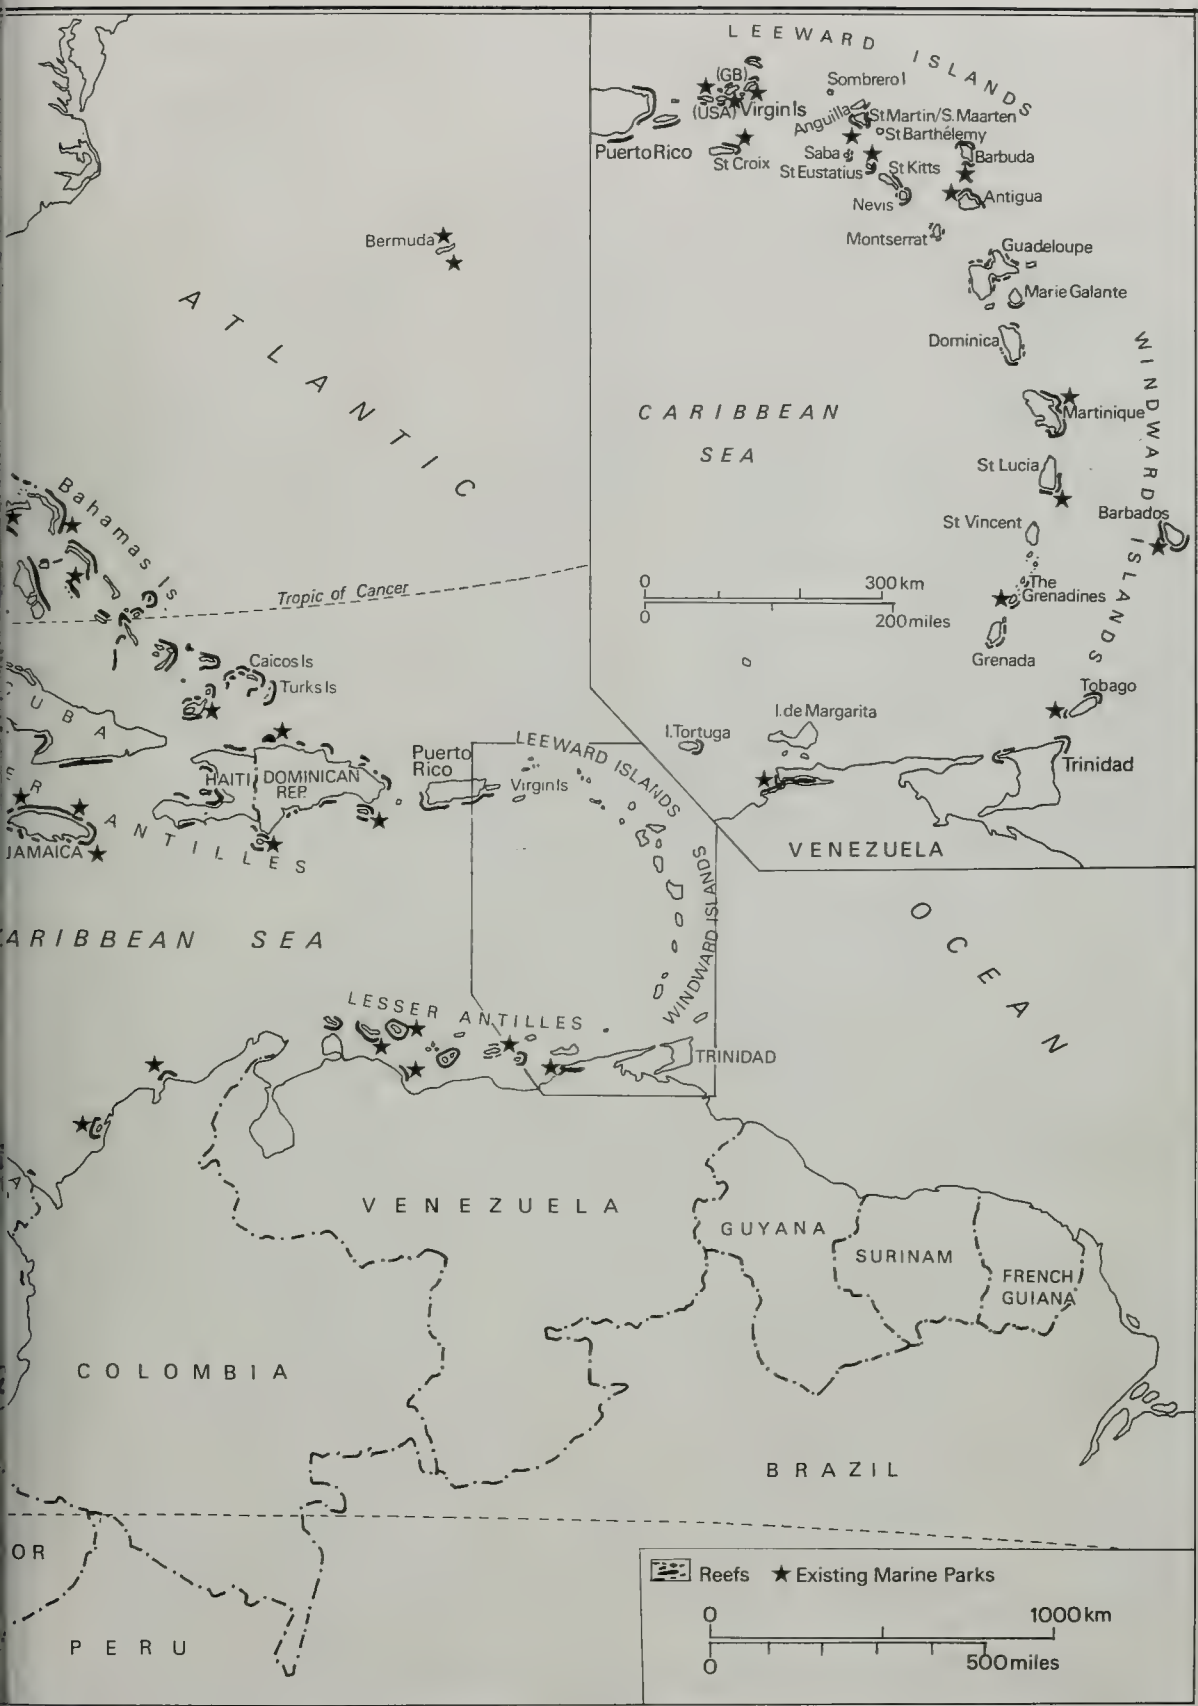 LEEWARD ISLANDS
(GB)
Sombrero I
(USA) Virgin Is
Anguilla
St Martin/S. Maarten
St Barthélemy
Puerto Rico
St Croix
Saba
St Eustatius
St Kitts
Barbuda
Nevis
Antigua
Montserrat
Guadeloupe
Marie Galante
Dominica
WINDWARD ISLANDS
Martinique
CARIBBEAN
SEA
St Lucia
St Vincent
Barbados
0 300 km
0 200 miles
The
Grenadines
Grenada
Tobago
I. Tortuga
I. de Margarita
Trinidad
VENEZUELA
Bermuda
ATLANTIC
Bahamas Is
Tropic of Cancer
Caicos Is
Turks Is
UBA
HAITI
DOMINICAN
REP.
Puerto
Rico
LEEWARD ISLANDS
Virgin Is
ER
ANTILLES
JAMAICA
WINDWARD ISLANDS
OCEAN
ARIBBEAN SEA
LESSER ANTILLES
TRINIDAD
A
VENEZUELA
GUYANA
SURINAM
FRENCH
GUIANA
COLOMBIA
BRAZIL
OR
PERU
Reefs ★ Existing Marine Parks
0 1000 km
0 500 miles